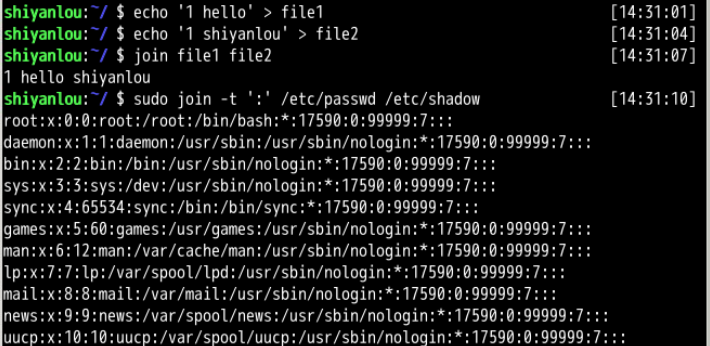 shiyanlou:~/ $ echo '1 hello' > file1 [14:31:01]
shiyanlou:~/ $ echo '1 shiyanlou' > file2 [14:31:04]
shiyanlou:~/ $ join file1 file2 [14:31:07]
1 hello shiyanlou
shiyanlou:~/ $ sudo join -t ':' /etc/passwd /etc/shadow [14:31:10]
root:x:0:0:root:/root:/bin/bash:*:17590:0:99999:7:::
daemon:x:1:1:daemon:/usr/sbin:/usr/sbin/nologin:*:17590:0:99999:7:::
bin:x:2:2:bin:/bin:/usr/sbin/nologin:*:17590:0:99999:7:::
sys:x:3:3:sys:/dev:/usr/sbin/nologin:*:17590:0:99999:7:::
sync:x:4:65534:sync:/bin:/bin/sync:*:17590:0:99999:7:::
games:x:5:60:games:/usr/games:/usr/sbin/nologin:*:17590:0:99999:7:::
man:x:6:12:man:/var/cache/man:/usr/sbin/nologin:*:17590:0:99999:7:::
lp:x:7:7:lp:/var/spool/lpd:/usr/sbin/nologin:*:17590:0:99999:7:::
mail:x:8:8:mail:/var/mail:/usr/sbin/nologin:*:17590:0:99999:7:::
news:x:9:9:news:/var/spool/news:/usr/sbin/nologin:*:17590:0:99999:7:::
uucp:x:10:10:uucp:/var/spool/uucp:/usr/sbin/nologin:*:17590:0:99999:7:::